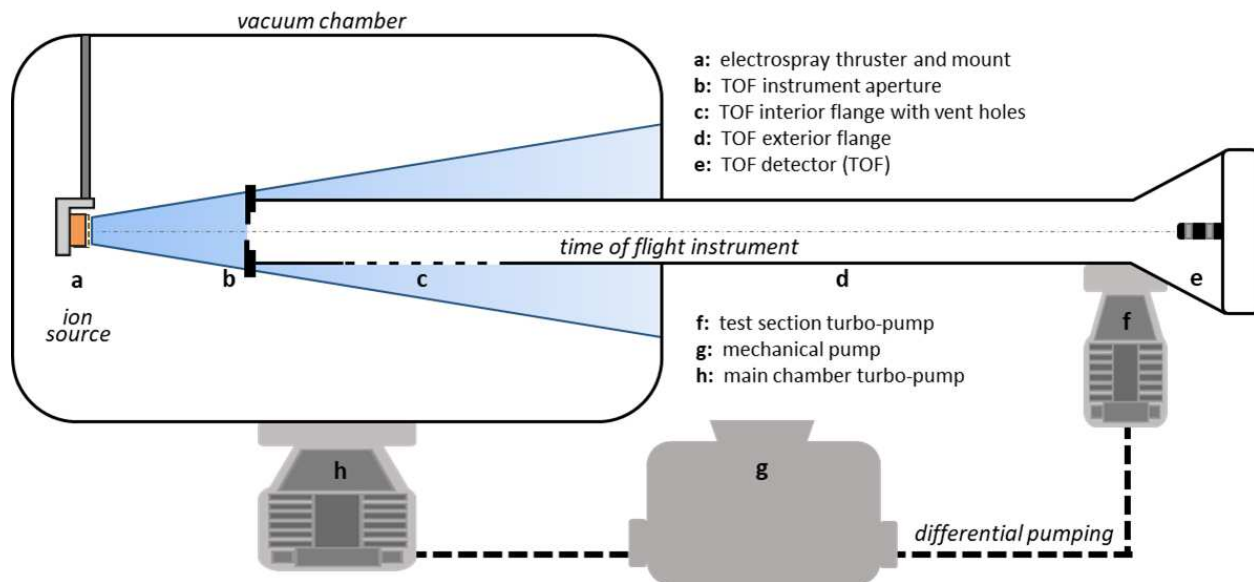 vacuum chamber
a: electrospray thruster and mount
b: TOF instrument aperture
c: TOF interior flange with vent holes
d: TOF exterior flange
e: TOF detector (TOF)
time of flight instrument
a
b
c
d
e
ion
source
f: test section turbo-pump
g: mechanical pump
h: main chamber turbo-pump
f
h
g
differential pumping